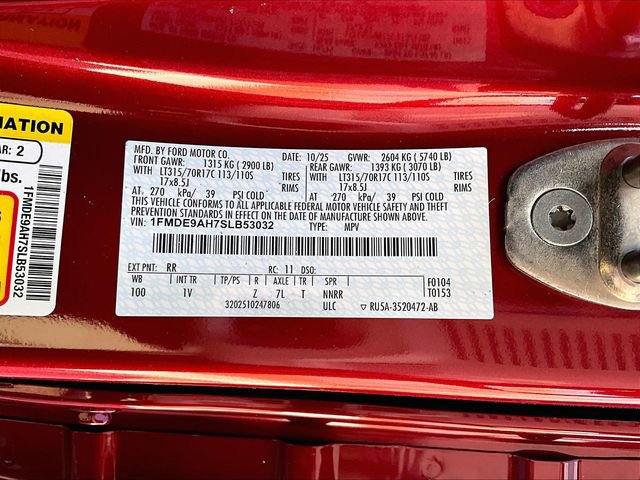 MATION
AR: 2
lbs.
1FMDE9AH7SLB53032
MFD. BY FORD MOTOR CO. 10/25 GVWR: 2604 KG ( 5740 LB)
FRONT GAWR: 1315 KG ( 2900 LB) REAR GAWR: 1393 KG ( 3070 LB)
WITH LT315/70R17C 113/110S TIRES WITH LT315/70R17C 113/110S TIRES
17x8.5J RIMS 17x8.5J RIMS
AT: 270 kPa/ 39 PSI COLD AT: 270 kPa/ 39 PSI COLD
THIS VEHICLE CONFORMS TO ALL APPLICABLE FEDERAL MOTOR VEHICLE SAFETY AND THEFT
PREVENTION STANDARDS IN EFFECT ON THE DATE OF MANUFACTURE SHOWN ABOVE.
VIN: 1FMDE9AH7SLB53032 TYPE: MPV
EXT PNT: RR RC: 11 DSO:
WB INT TR TP/PS R AXLE TR SPR F0104
100 1V Z 7L T NNRR T0153
3202510247806 ULC ▽ RU5A-3520472-AB